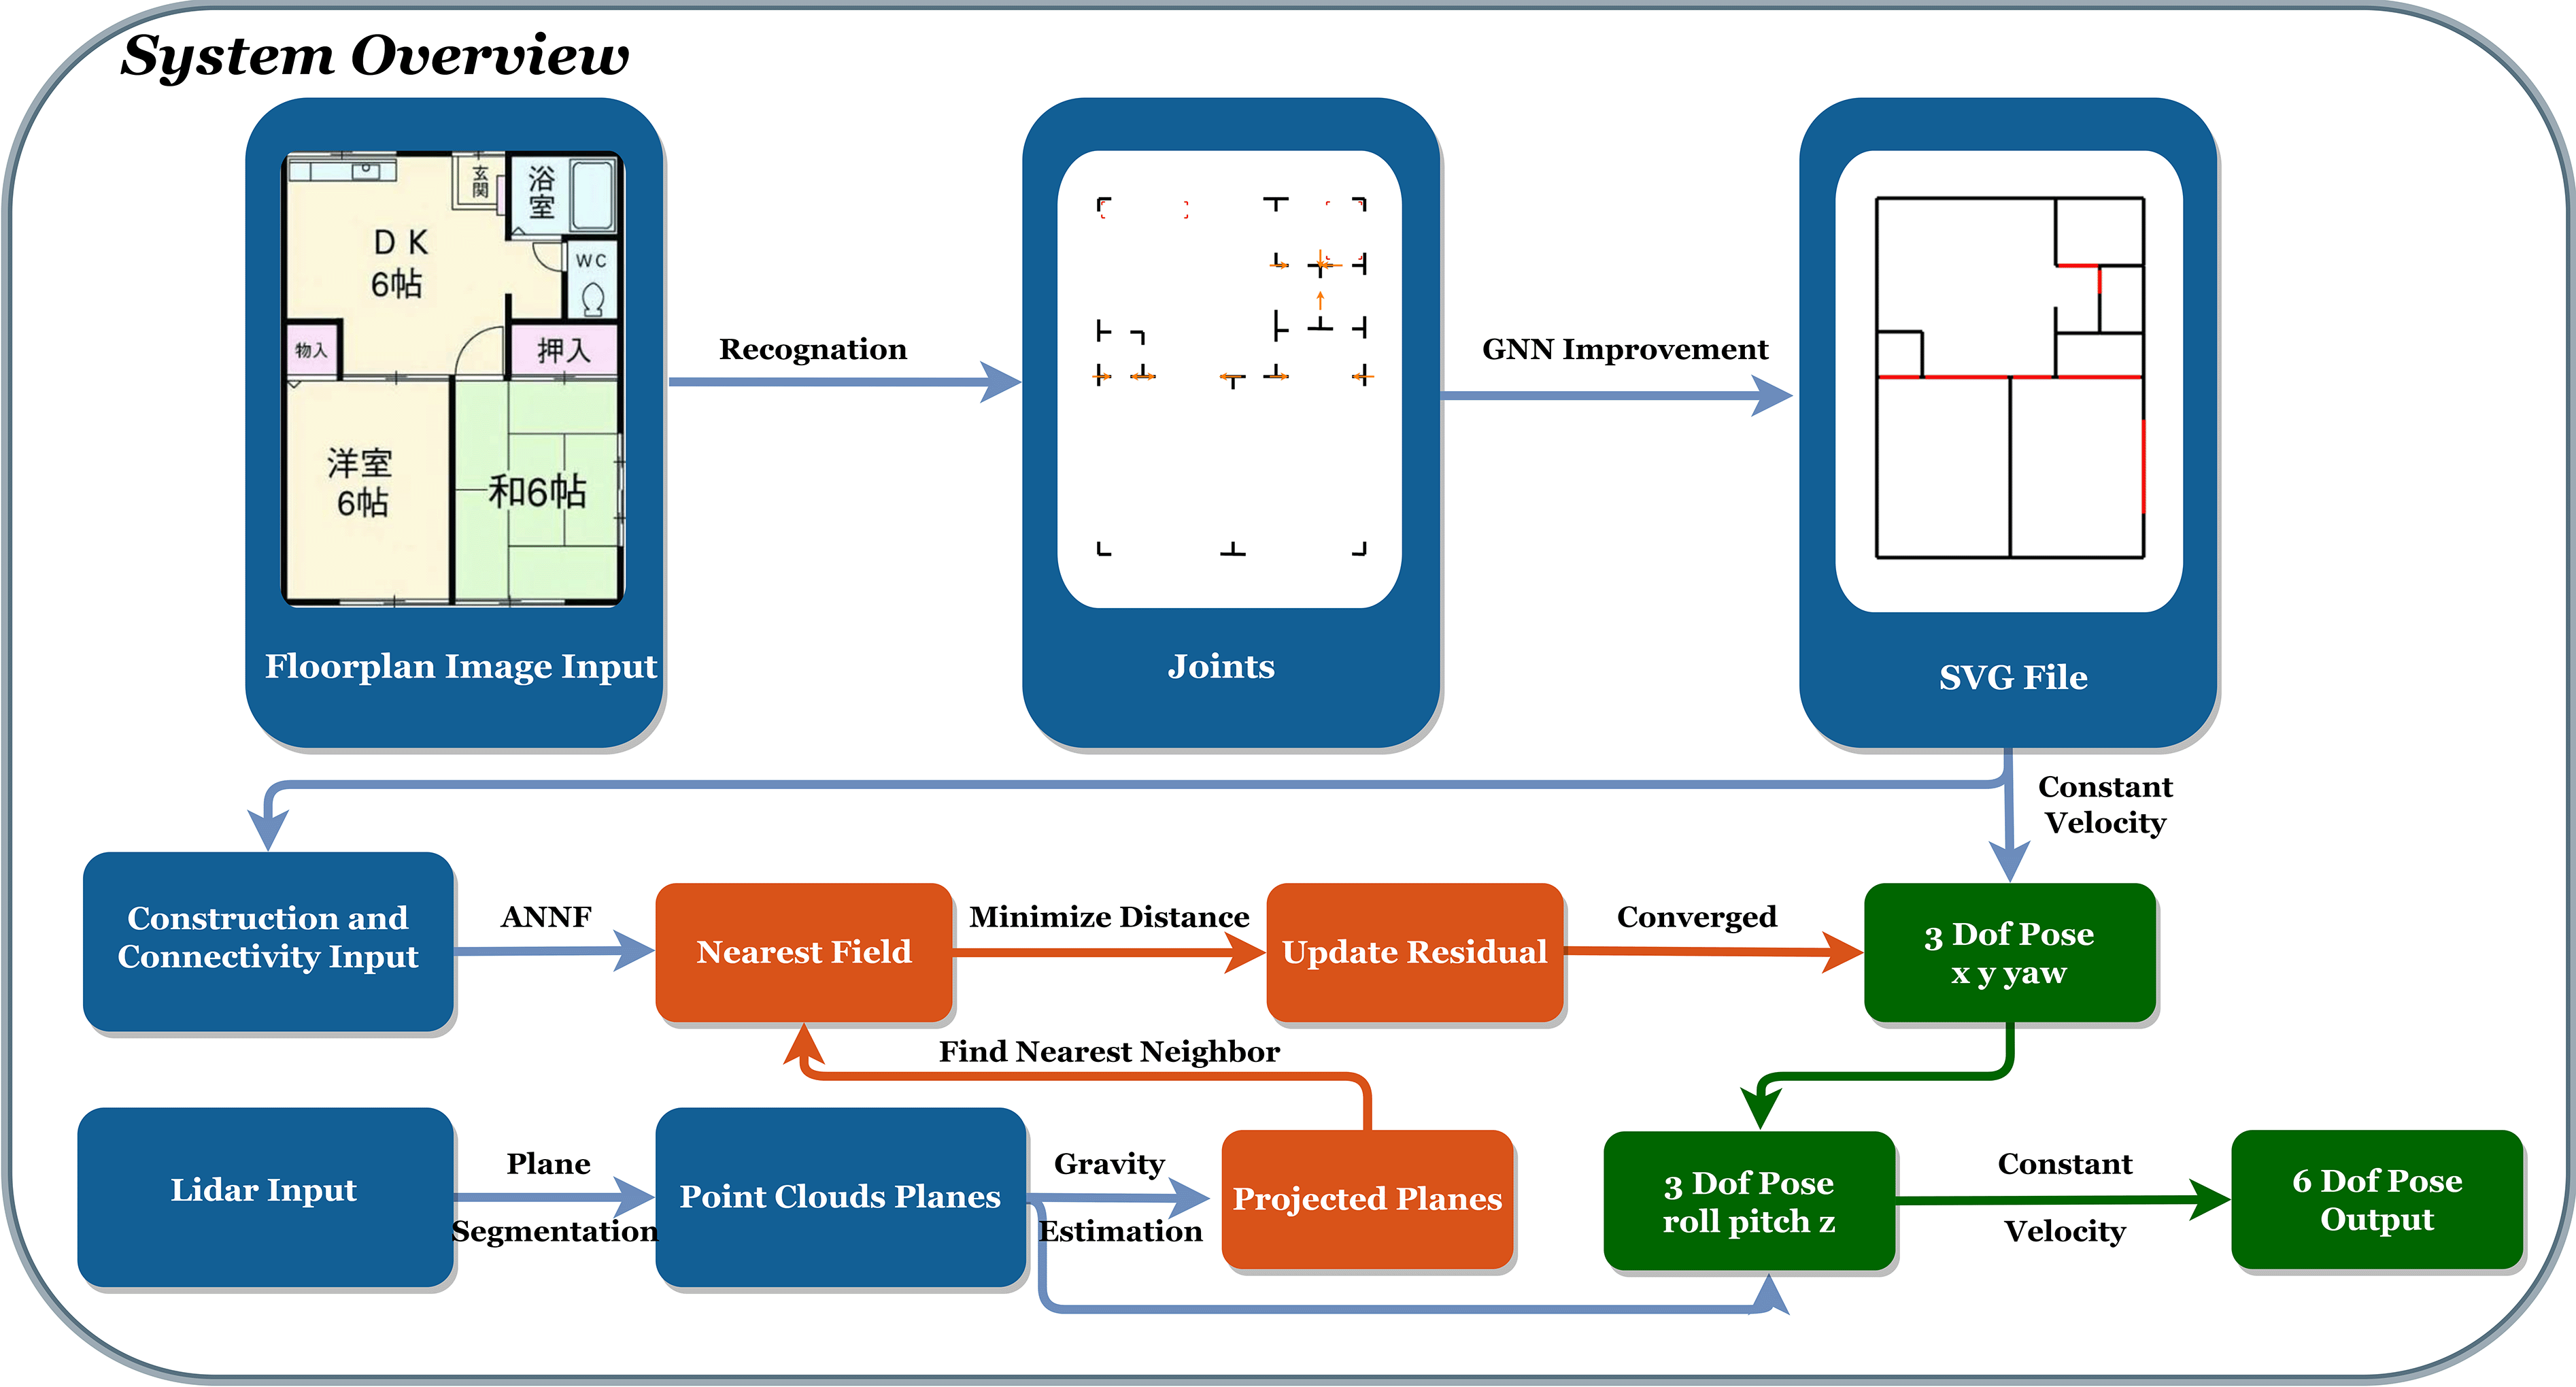 System Overview
玄
関
浴
室
DK
6帖
WC
物入
押入
洋室
6帖
和6帖
Floorplan Image Input
Recognation
Joints
GNN Improvement
SVG File
Constant
Velocity
Construction and
Connectivity Input
ANNF
Nearest Field
Minimize Distance
Update Residual
Converged
3 Dof Pose
x y yaw
Find Nearest Neighbor
Lidar Input
Plane
Segmentation
Point Clouds Planes
Gravity
Estimation
Projected Planes
3 Dof Pose
roll pitch z
Constant
Velocity
6 Dof Pose
Output